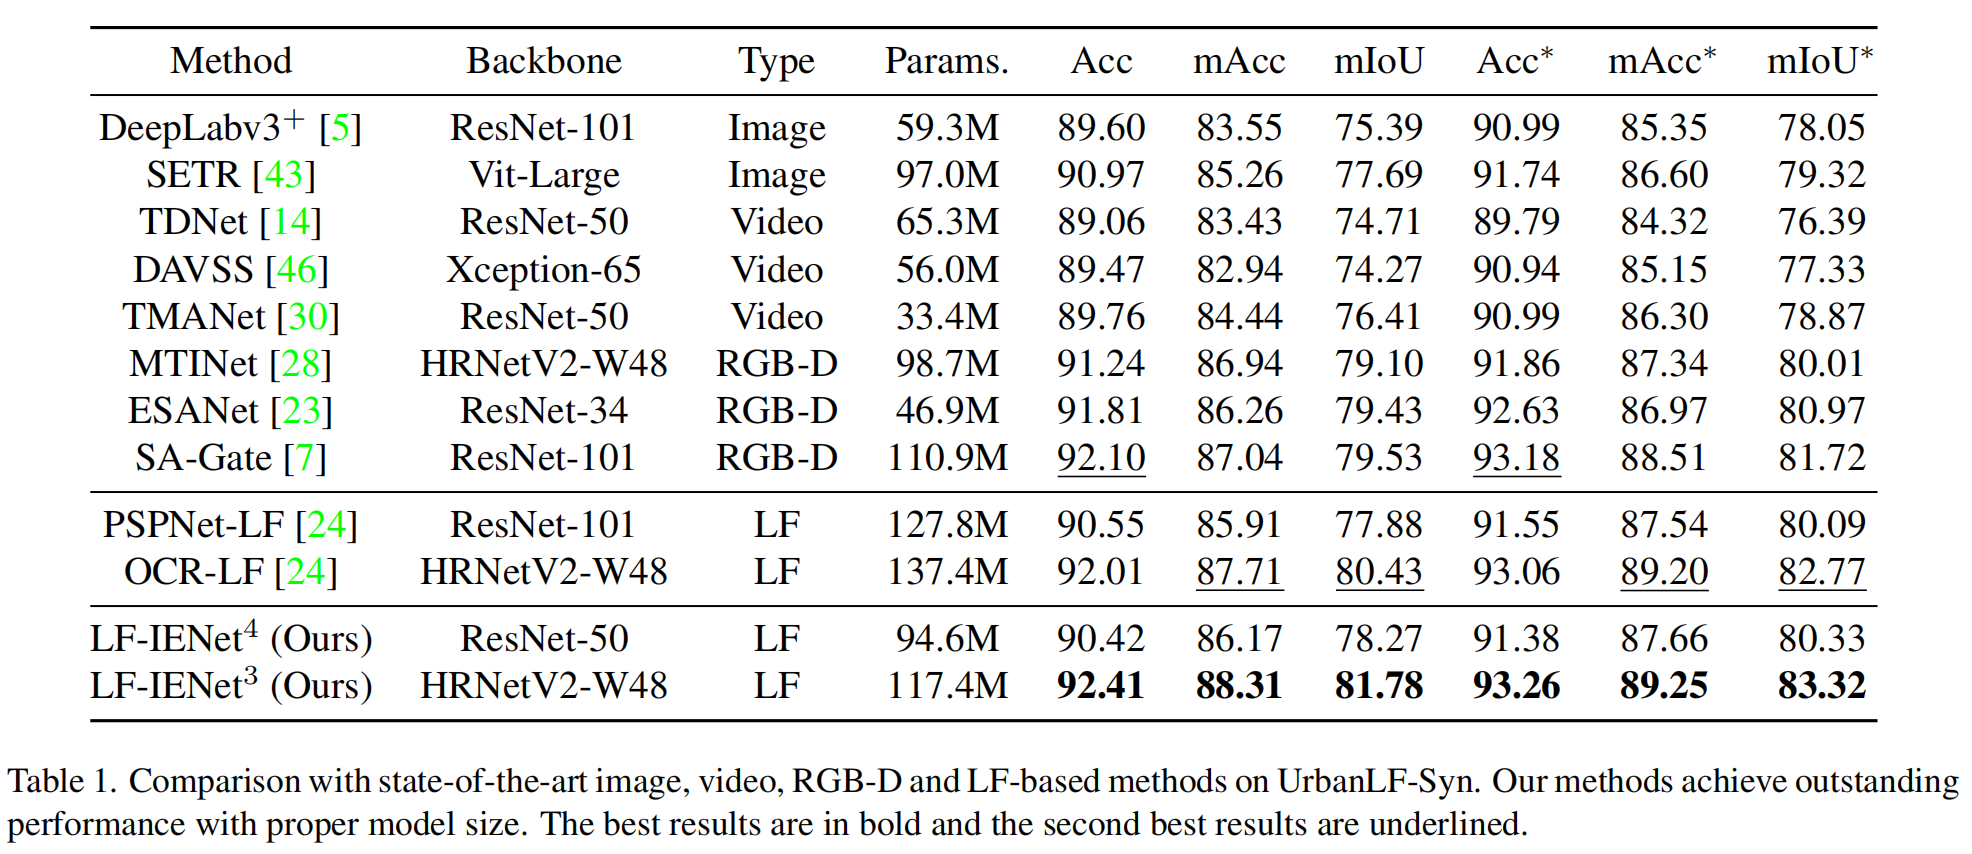 Method Backbone Type Params. Acc mAcc mIoU Acc* mAcc* mIoU*
DeepLabv3+ [5] ResNet-101 Image 59.3M 89.60 83.55 75.39 90.99 85.35 78.05
SETR [43] Vit-Large Image 97.0M 90.97 85.26 77.69 91.74 86.60 79.32
TDNet [14] ResNet-50 Video 65.3M 89.06 83.43 74.71 89.79 84.32 76.39
DAVSS [46] Xception-65 Video 56.0M 89.47 82.94 74.27 90.94 85.15 77.33
TMANet [30] ResNet-50 Video 33.4M 89.76 84.44 76.41 90.99 86.30 78.87
MTINet [28] HRNetV2-W48 RGB-D 98.7M 91.24 86.94 79.10 91.86 87.34 80.01
ESANet [23] ResNet-34 RGB-D 46.9M 91.81 86.26 79.43 92.63 86.97 80.97
SA-Gate [7] ResNet-101 RGB-D 110.9M 92.10 87.04 79.53 93.18 88.51 81.72
PSPNet-LF [24] ResNet-101 LF 127.8M 90.55 85.91 77.88 91.55 87.54 80.09
OCR-LF [24] HRNetV2-W48 LF 137.4M 92.01 87.71 80.43 93.06 89.20 82.77
LF-IENet⁴ (Ours) ResNet-50 LF 94.6M 90.42 86.17 78.27 91.38 87.66 80.33
LF-IENet³ (Ours) HRNetV2-W48 LF 117.4M 92.41 88.31 81.78 93.26 89.25 83.32
Table 1. Comparison with state-of-the-art image, video, RGB-D and LF-based methods on UrbanLF-Syn. Our methods achieve outstanding
performance with proper model size. The best results are in bold and the second best results are underlined.